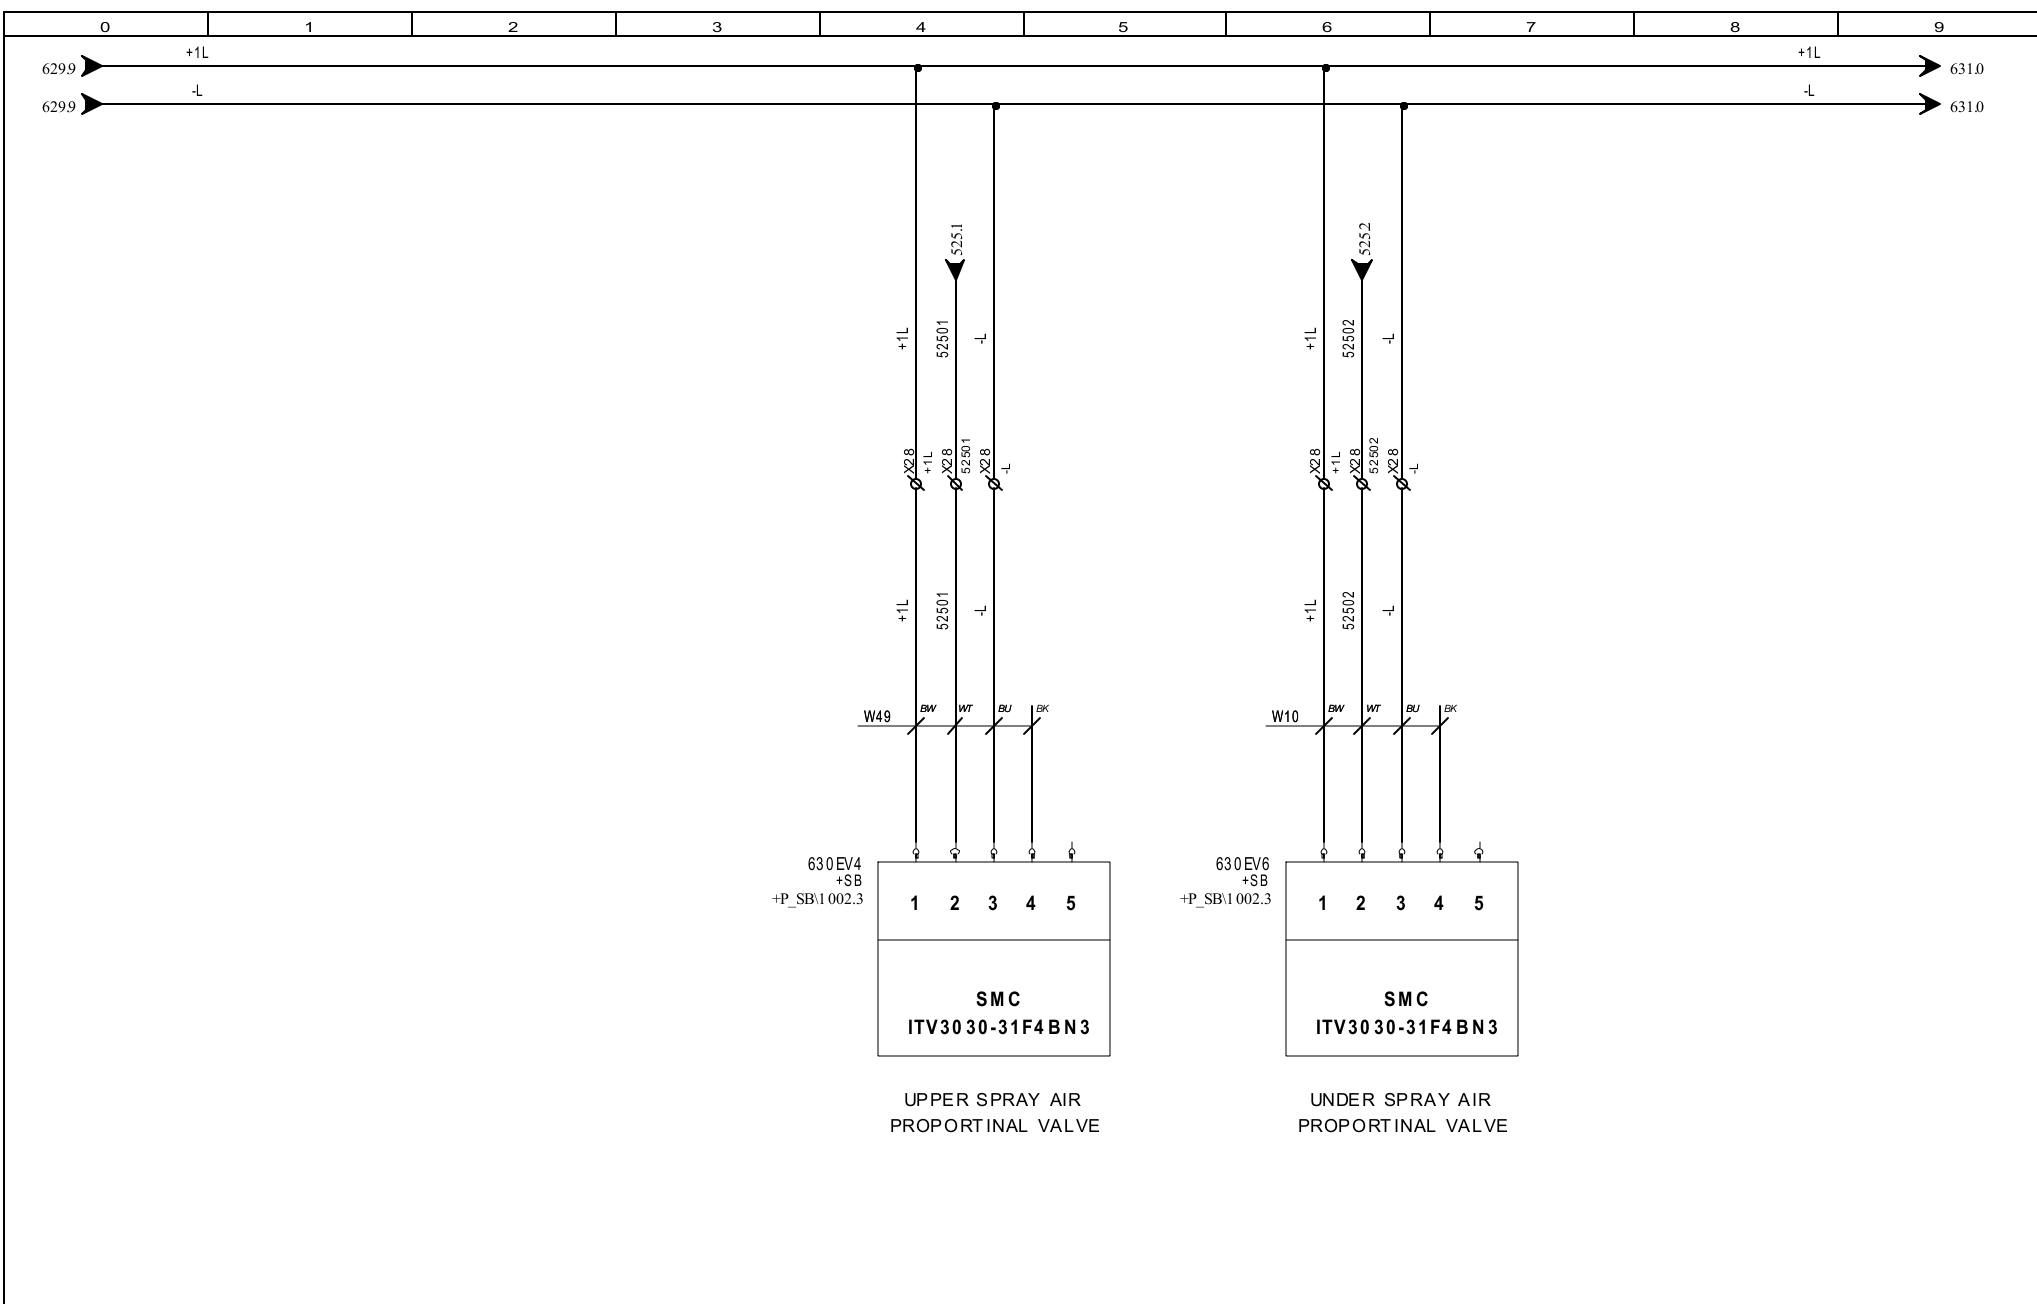 0 1 2 3 4 5 6 7 8 9
+1L +1L
629.9 631.0
-L -L
629.9 631.0
525.1 525.2
+1L 52501 -L +1L 52502 -L
X28 +1L X28 52501 X28 -L X28 +1L X28 52502 X28 -L
+1L 52501 -L +1L 52502 -L
W49 BW WT BU BK W10 BW WT BU BK
630EV4
+SB
+P_SB\1002.3
1 2 3 4 5
SMC
ITV3030-31F4BN3
UPPER SPRAY AIR
PROPORTINAL VALVE
630EV6
+SB
+P_SB\1002.3
1 2 3 4 5
SMC
ITV3030-31F4BN3
UNDER SPRAY AIR
PROPORTINAL VALVE